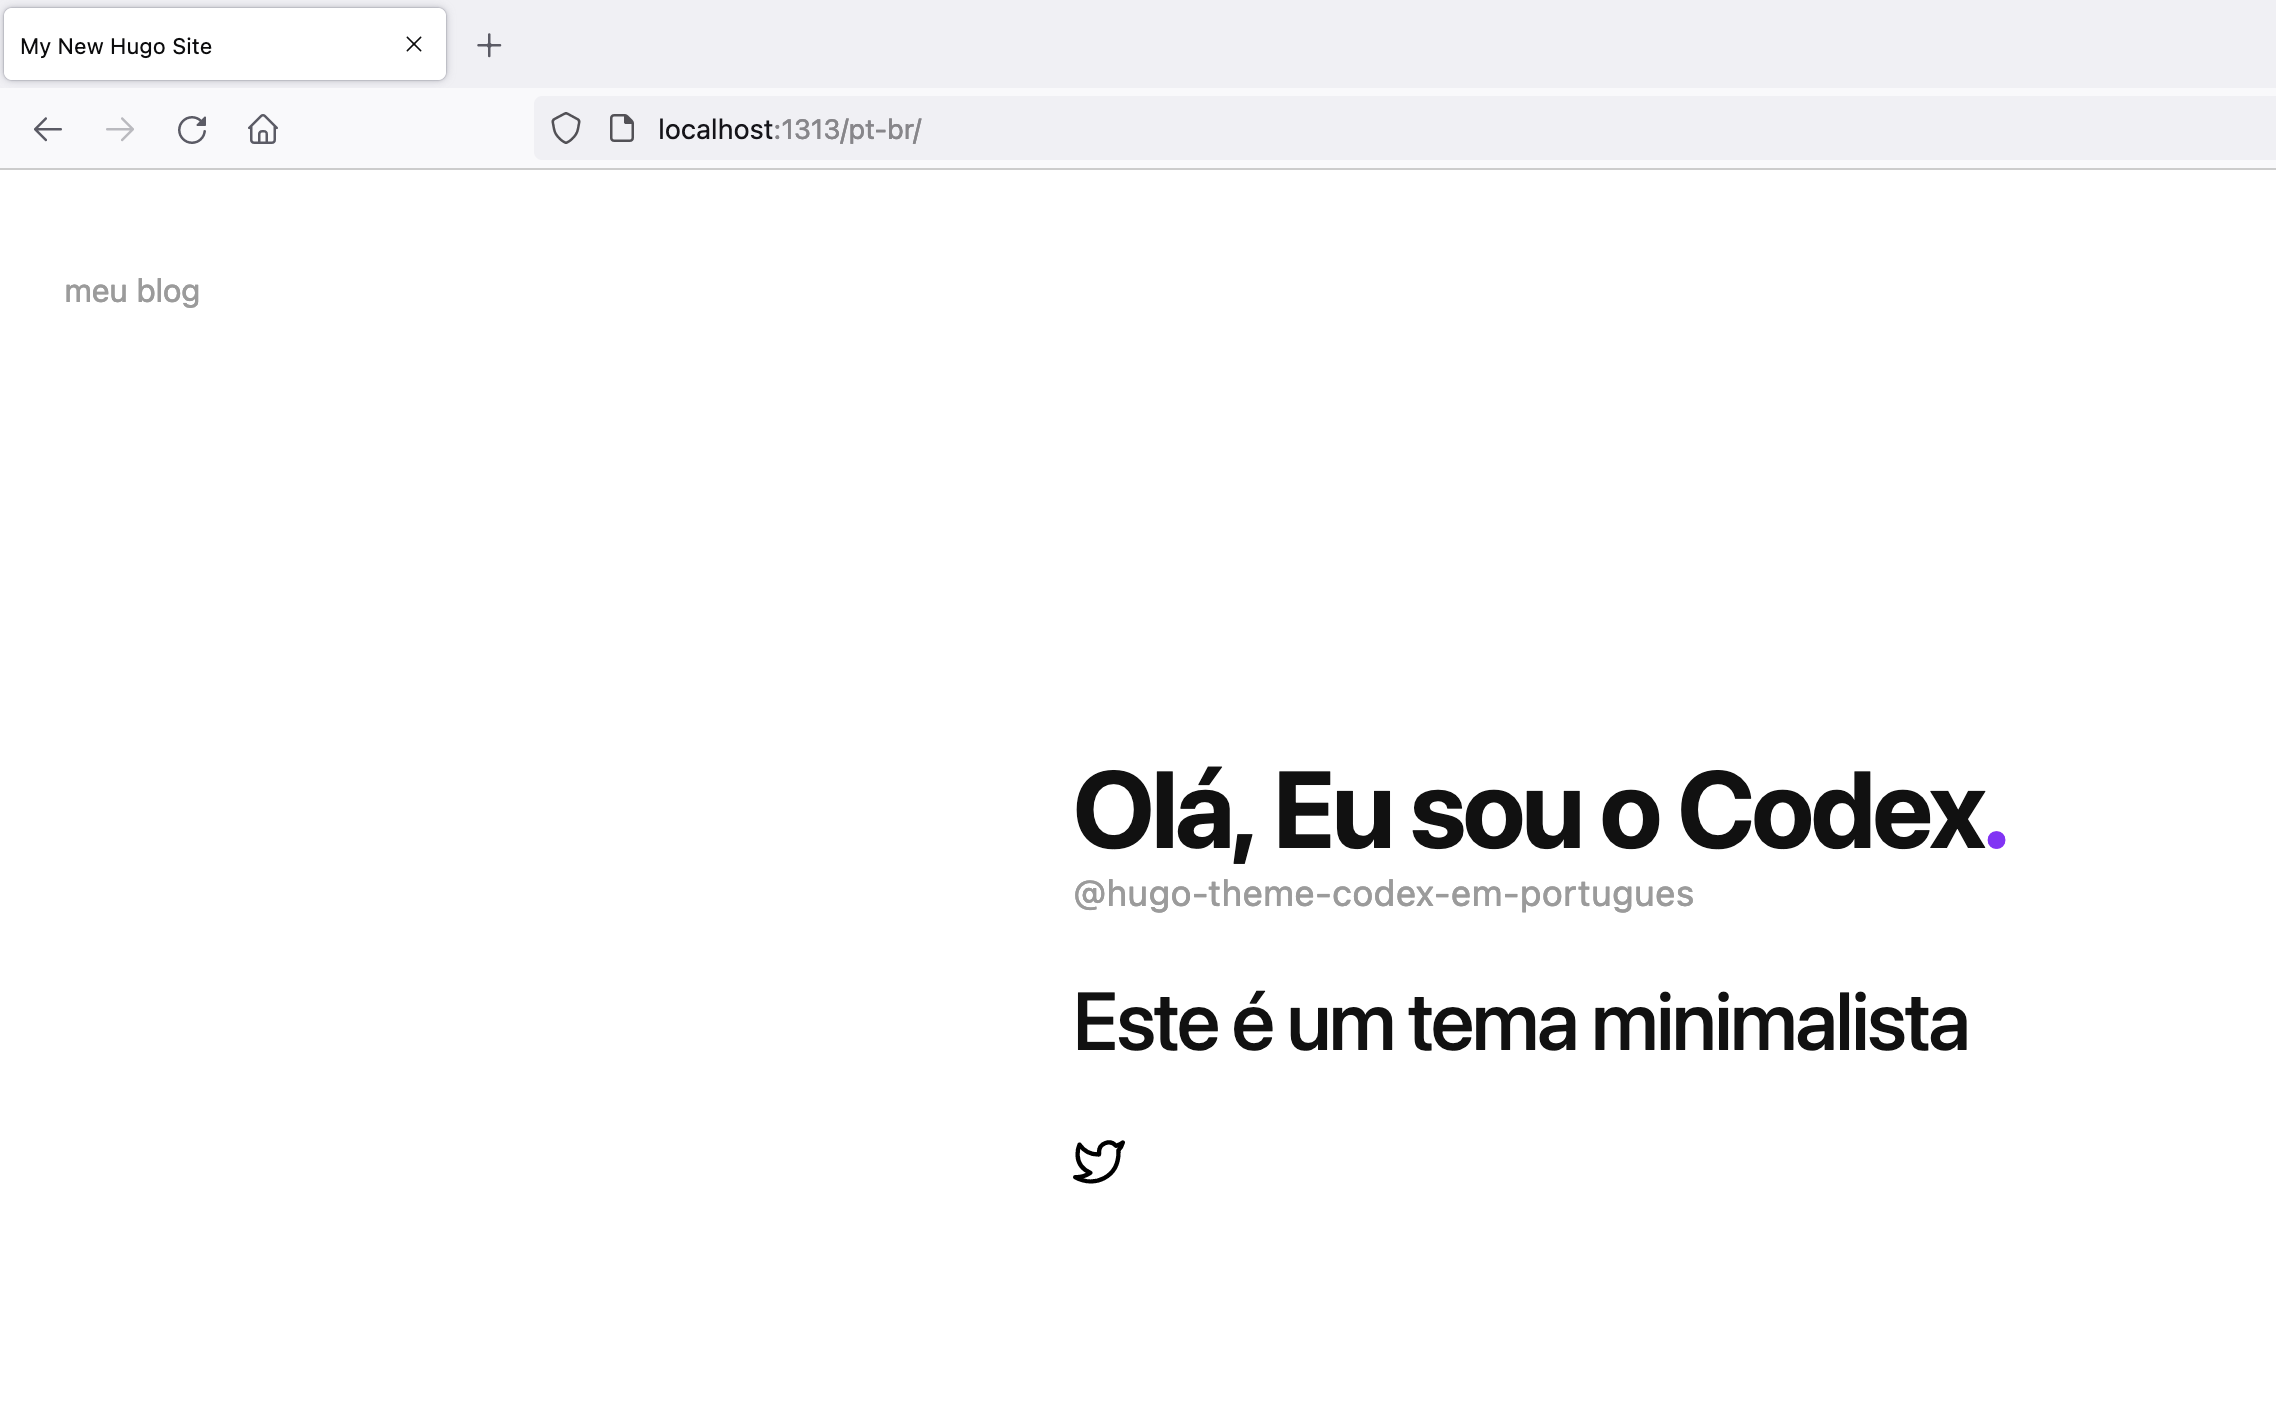 My New Hugo Site
localhost:1313/pt-br/
meu blog
Olá, Eu sou o Codex.
@hugo-theme-codex-em-portugues
Este é um tema minimalista